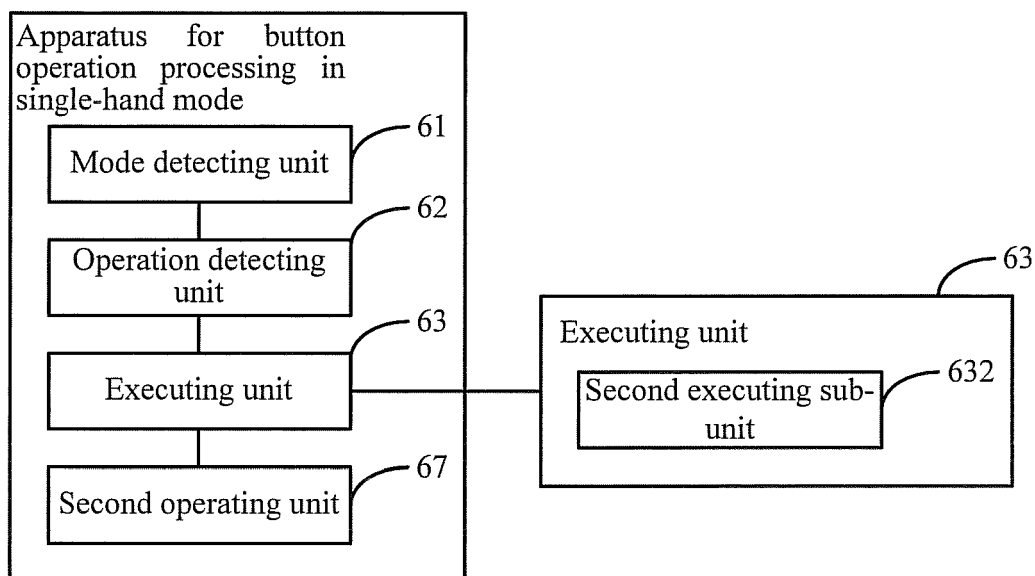 Apparatus for button
operation processing in
single-hand mode
61
Mode detecting unit
62
Operation detecting
unit
63
Executing unit
67
Second operating unit
63
Executing unit
632
Second executing sub-
unit